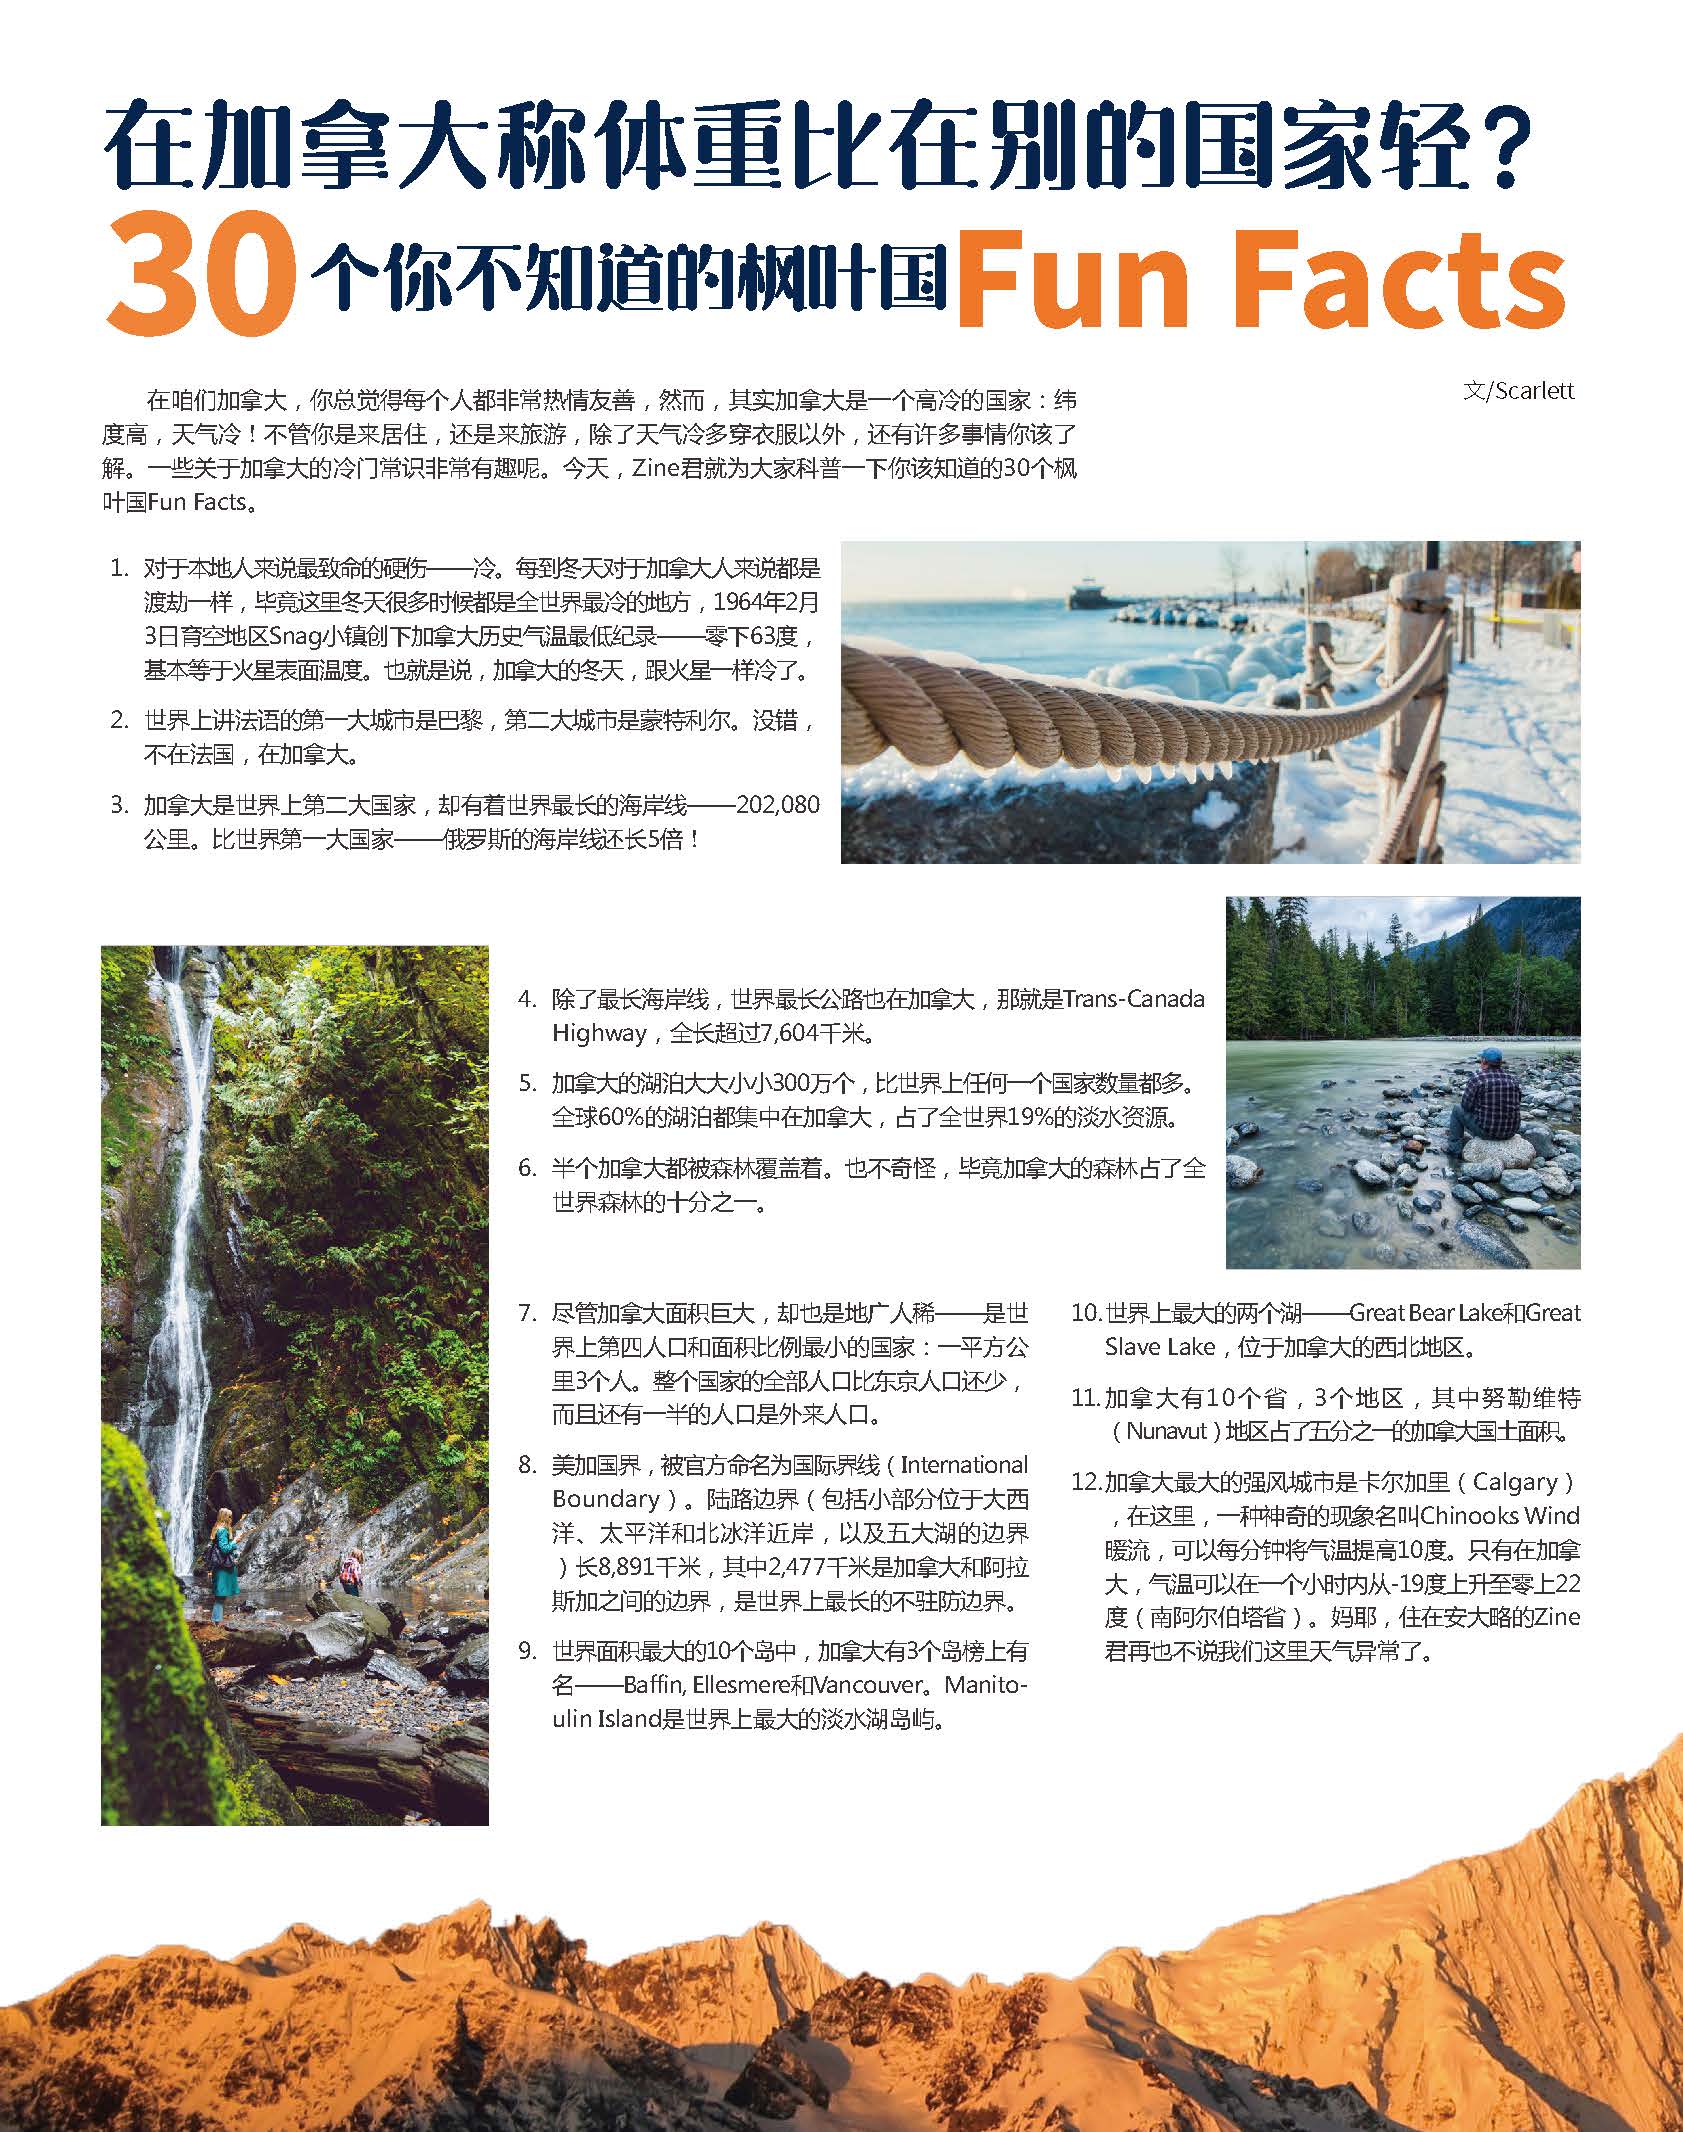 在加拿大称体重比在别的国家轻？
30个你不知道的枫叶国Fun Facts
文/Scarlett
在咱们加拿大，你总觉得每个人都非常热情友善，然而，其实加拿大是一个高冷的国家：纬
度高，天气冷！不管你是来居住，还是来旅游，除了天气冷多穿衣服以外，还有许多事情你该了
解。一些关于加拿大的冷门常识非常有趣呢。今天，Zine君就为大家科普一下你该知道的30个枫
叶国Fun Facts。
1. 对于本地人来说最致命的硬伤——冷。每到冬天对于加拿大人来说都是
渡劫一样，毕竟这里冬天很多时候都是全世界最冷的地方，1964年2月
3日育空地区Snag小镇创下加拿大历史气温最低纪录——零下63度，
基本等于火星表面温度。也就是说，加拿大的冬天，跟火星一样冷了。
2. 世界上讲法语的第一大城市是巴黎，第二大城市是蒙特利尔。没错，
不在法国，在加拿大。
3. 加拿大是世界上第二大国家，却有着世界最长的海岸线——202,080
公里。比世界第一大国家——俄罗斯的海岸线还长5倍！
4. 除了最长海岸线，世界最长公路也在加拿大，那就是Trans-Canada
Highway，全长超过7,604千米。
5. 加拿大的湖泊大大小小300万个，比世界上任何一个国家数量都多。
全球60%的湖泊都集中在加拿大，占了全世界19%的淡水资源。
6. 半个加拿大都被森林覆盖着。也不奇怪，毕竟加拿大的森林占了全
世界森林的十分之一。
7. 尽管加拿大面积巨大，却也是地广人稀——是世
界上第四人口和面积比例最小的国家：一平方公
里3个人。整个国家的全部人口比东京人口还少，
而且还有一半的人口是外来人口。
8. 美加国界，被官方命名为国际界线（International
Boundary）。陆路边界（包括小部分位于大西
洋、太平洋和北冰洋近岸，以及五大湖的边界
）长8,891千米，其中2,477千米是加拿大和阿拉
斯加之间的边界，是世界上最长的不驻防边界。
9. 世界面积最大的10个岛中，加拿大有3个岛榜上有
名——Baffin, Ellesmere和Vancouver。Manito-
ulin Island是世界上最大的淡水湖岛屿。
10.世界上最大的两个湖——Great Bear Lake和Great
Slave Lake，位于加拿大的西北地区。
11.加拿大有10个省，3个地区，其中努勒维特
（Nunavut）地区占了五分之一的加拿大国土面积。
12.加拿大最大的强风城市是卡尔加里（Calgary）
，在这里，一种神奇的现象名叫Chinooks Wind
暖流，可以每分钟将气温提高10度。只有在加拿
大，气温可以在一个小时内从-19度上升至零上22
度（南阿尔伯塔省）。妈耶，住在安大略的Zine
君再也不说我们这里天气异常了。